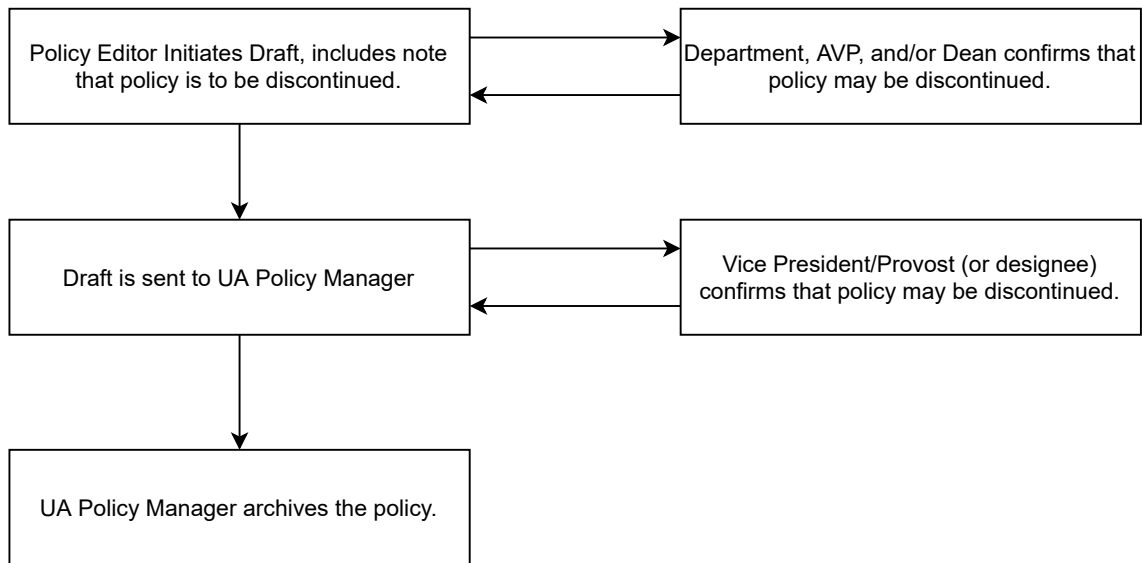 Policy Editor Initiates Draft, includes note
that policy is to be discontinued.
Department, AVP, and/or Dean confirms that
policy may be discontinued.
Draft is sent to UA Policy Manager
Vice President/Provost (or designee)
confirms that policy may be discontinued.
UA Policy Manager archives the policy.